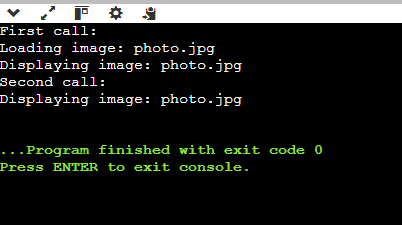 First call:
Loading image: photo.jpg
Displaying image: photo.jpg
Second call:
Displaying image: photo.jpg
...Program finished with exit code 0
Press ENTER to exit console.